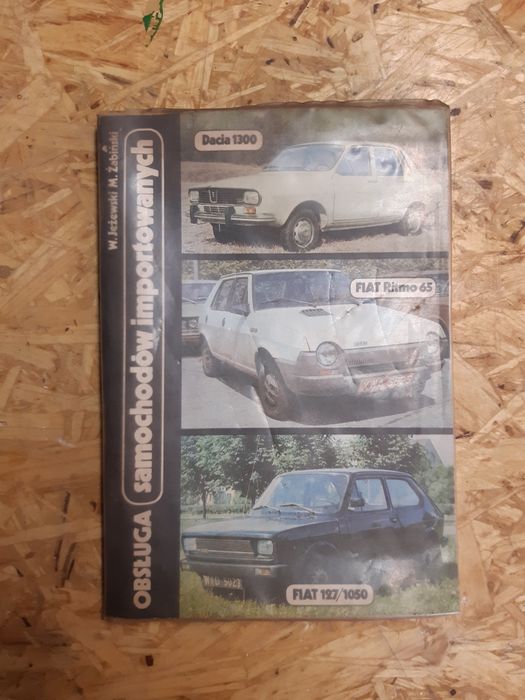 W. Jeżewski M. Żabiński
OBSŁUGA samochodów importowanych
Dacia 1300
FIAT Ritmo 65
FIAT 127/1050